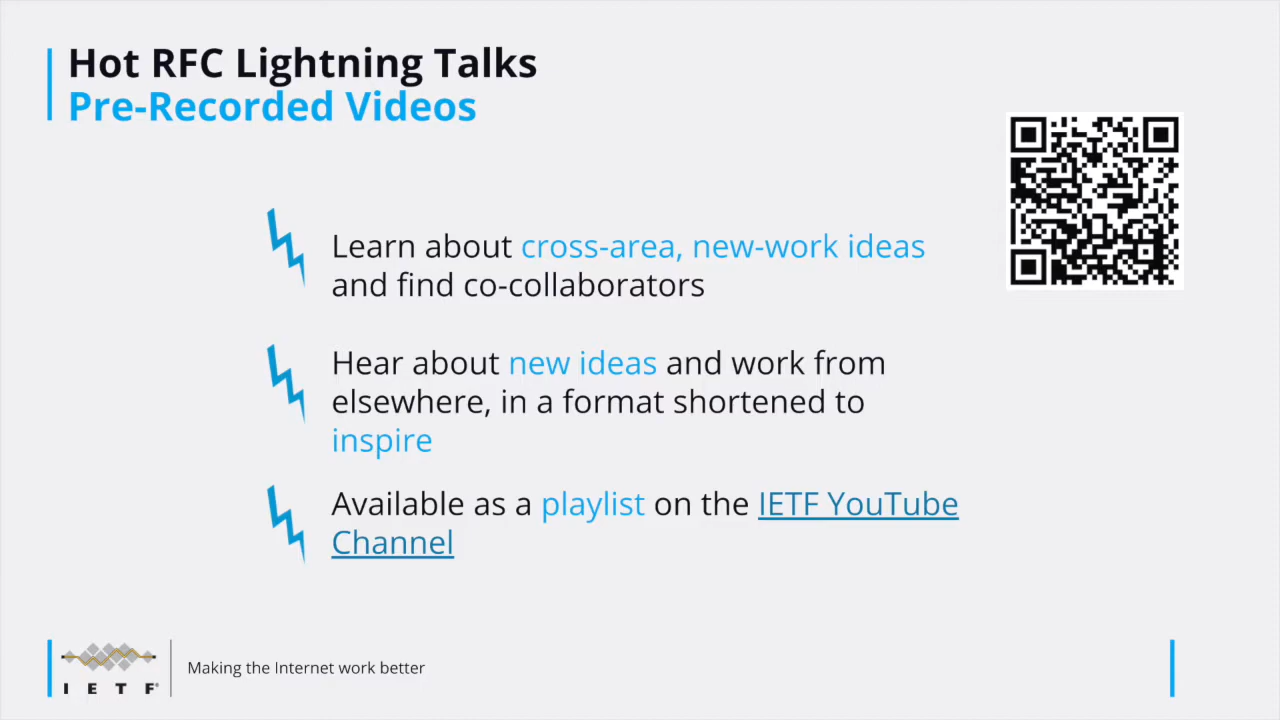 Hot RFC Lightning Talks
Pre-Recorded Videos
Learn about cross-area, new-work ideas
and find co-collaborators
Hear about new ideas and work from
elsewhere, in a format shortened to
inspire
Available as a playlist on the IETF YouTube
Channel
I E T F®
Making the Internet work better